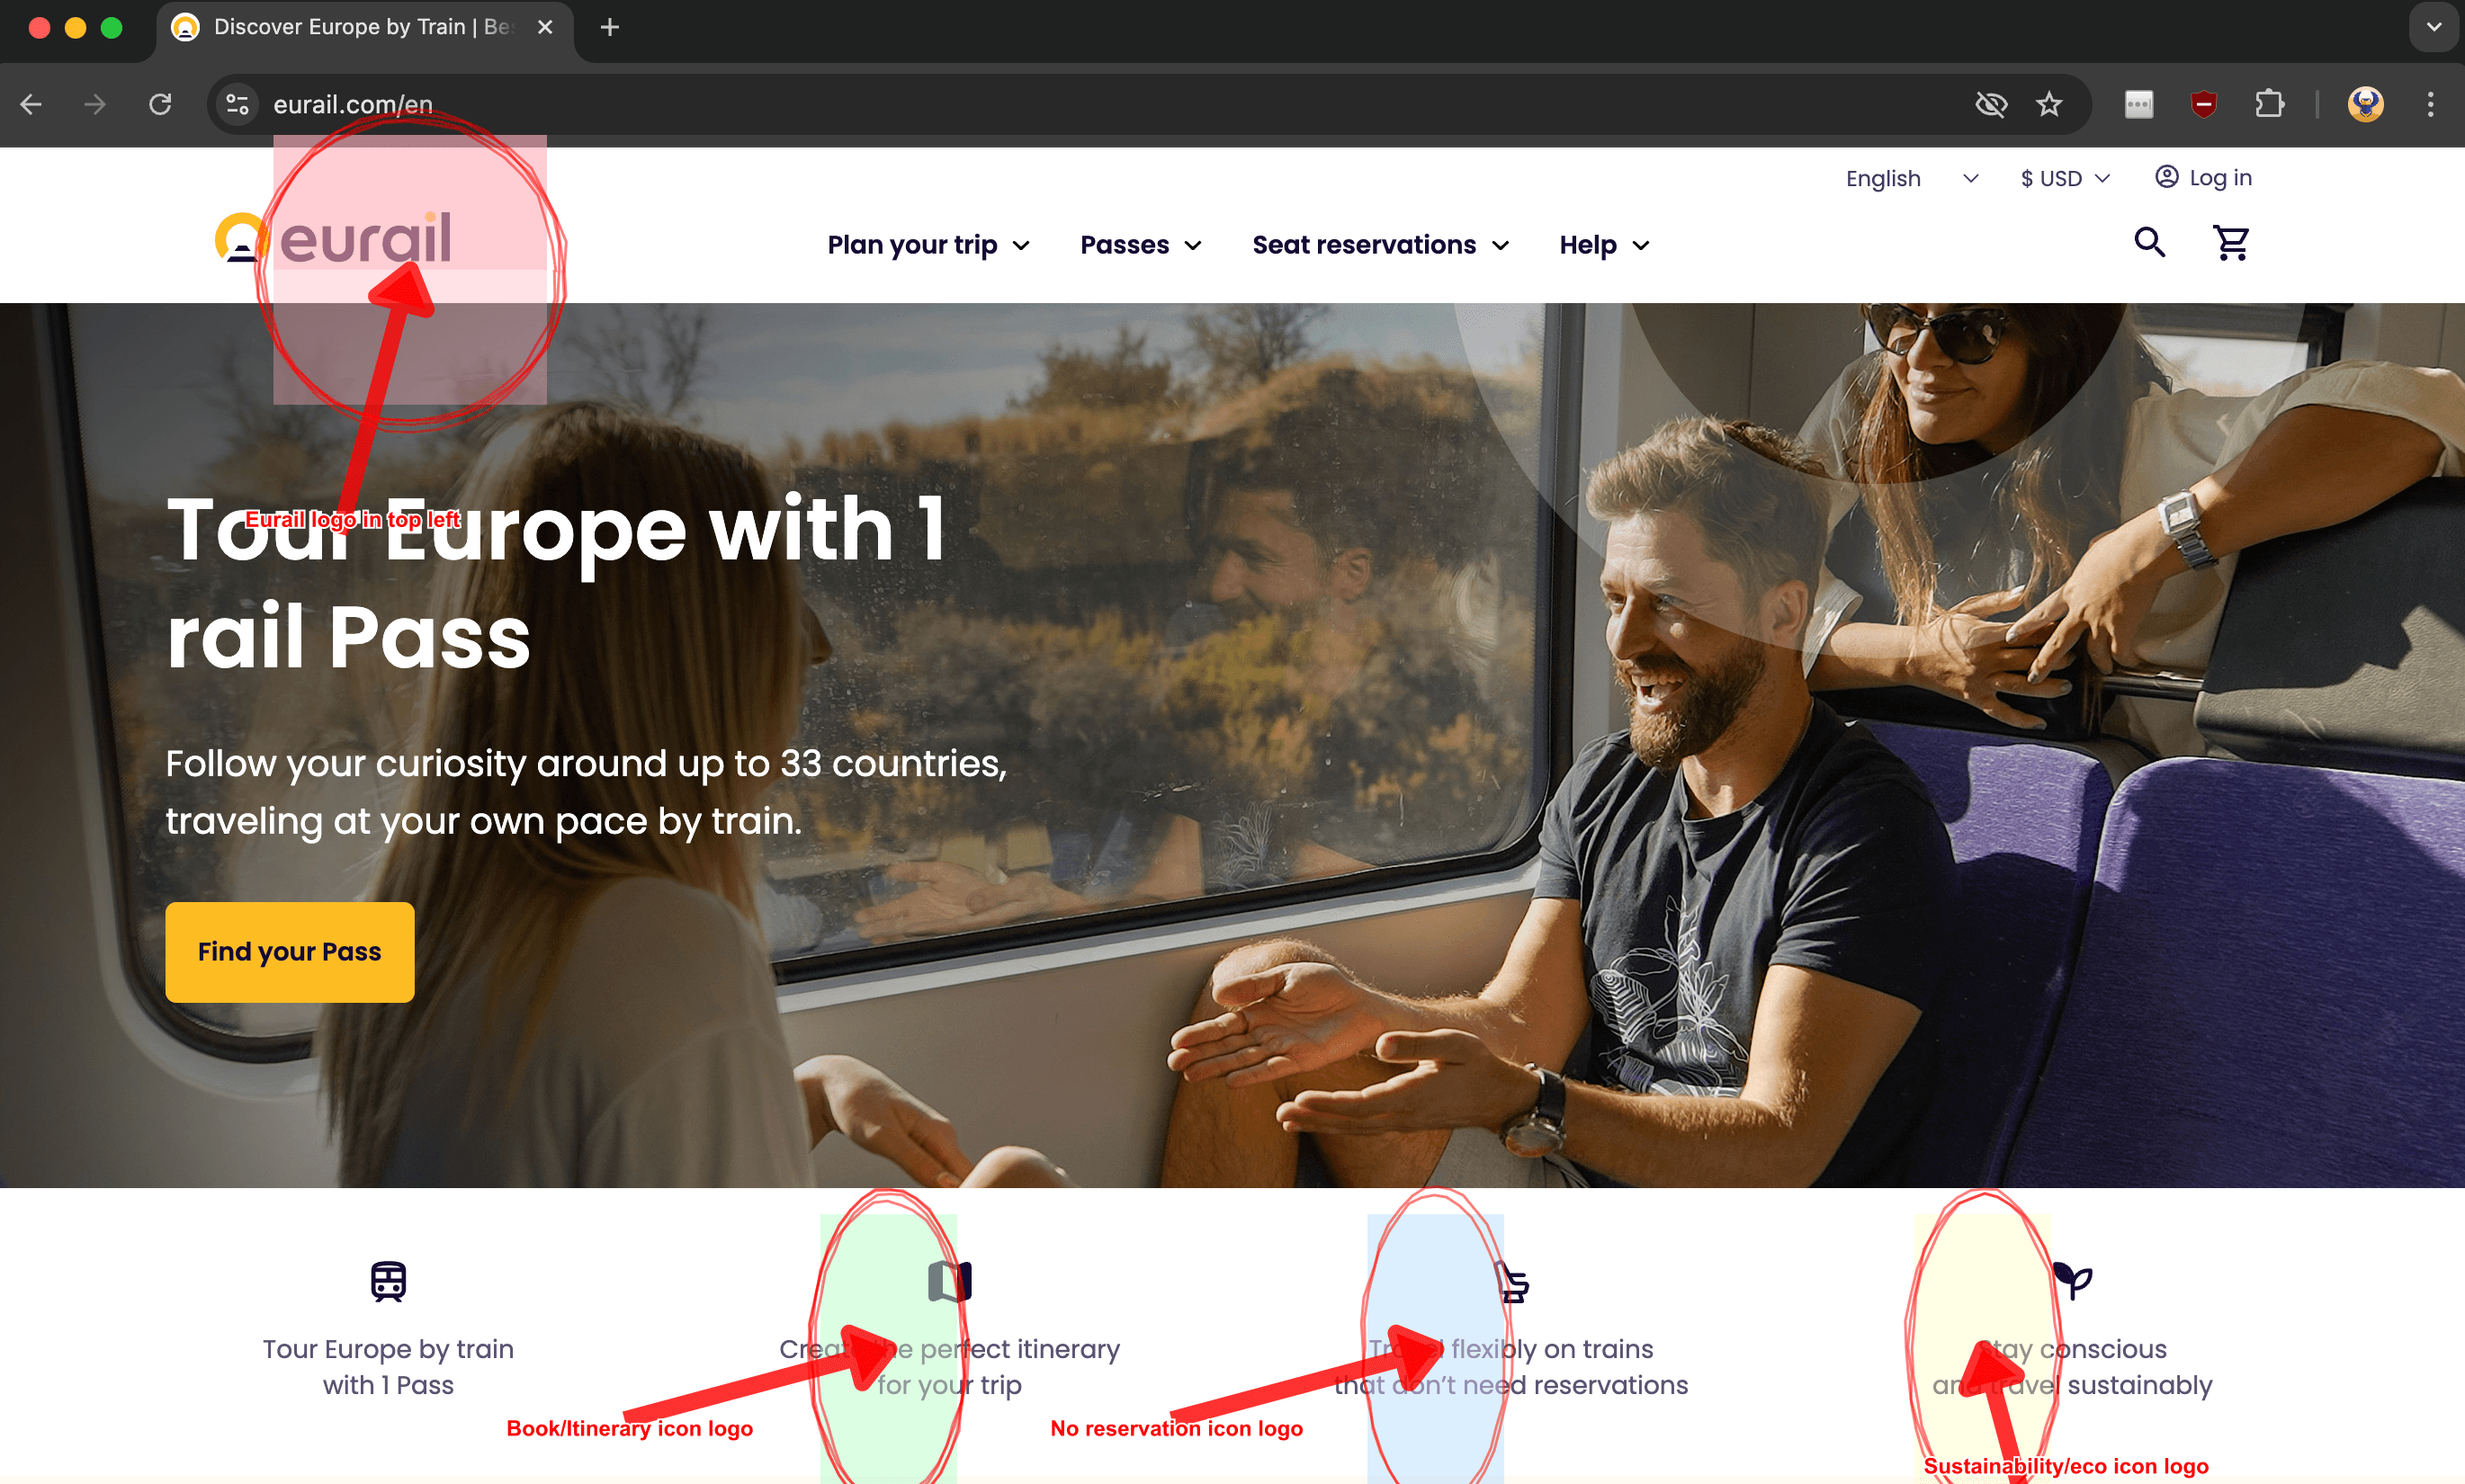 Discover Europe by Train | Bes
eurail.com/en
English
$ USD
Log in
eurail
Plan your trip
Passes
Seat reservations
Help
Eurail logo in top left
Tour Europe with 1
rail Pass
Follow your curiosity around up to 33 countries,
traveling at your own pace by train.
Find your Pass
Tour Europe by train
with 1 Pass
Create the perfect itinerary
for your trip
Travel flexibly on trains
that don't need reservations
Stay conscious
and travel sustainably
Book/Itinerary icon logo
No reservation icon logo
Sustainability/eco icon logo